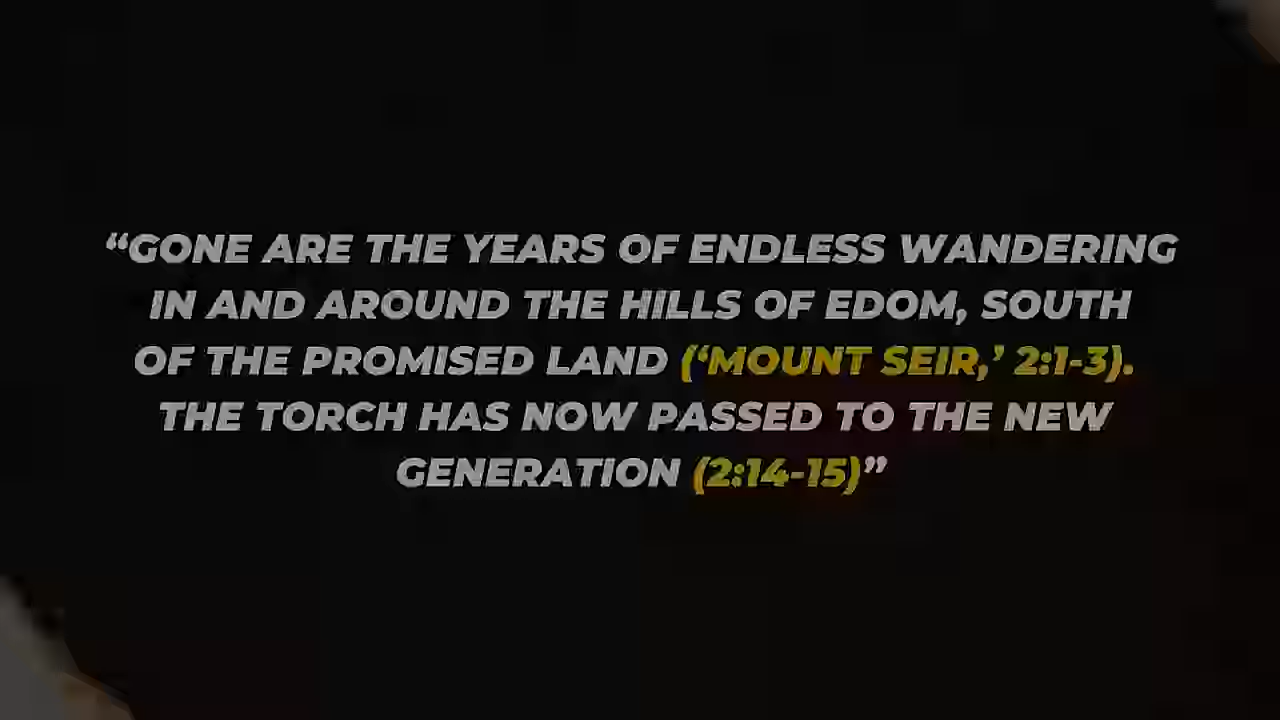 “GONE ARE THE YEARS OF ENDLESS WANDERING
IN AND AROUND THE HILLS OF EDOM, SOUTH
OF THE PROMISED LAND (‘MOUNT SEIR,’ 2:1-3).
THE TORCH HAS NOW PASSED TO THE NEW
GENERATION (2:14-15)”